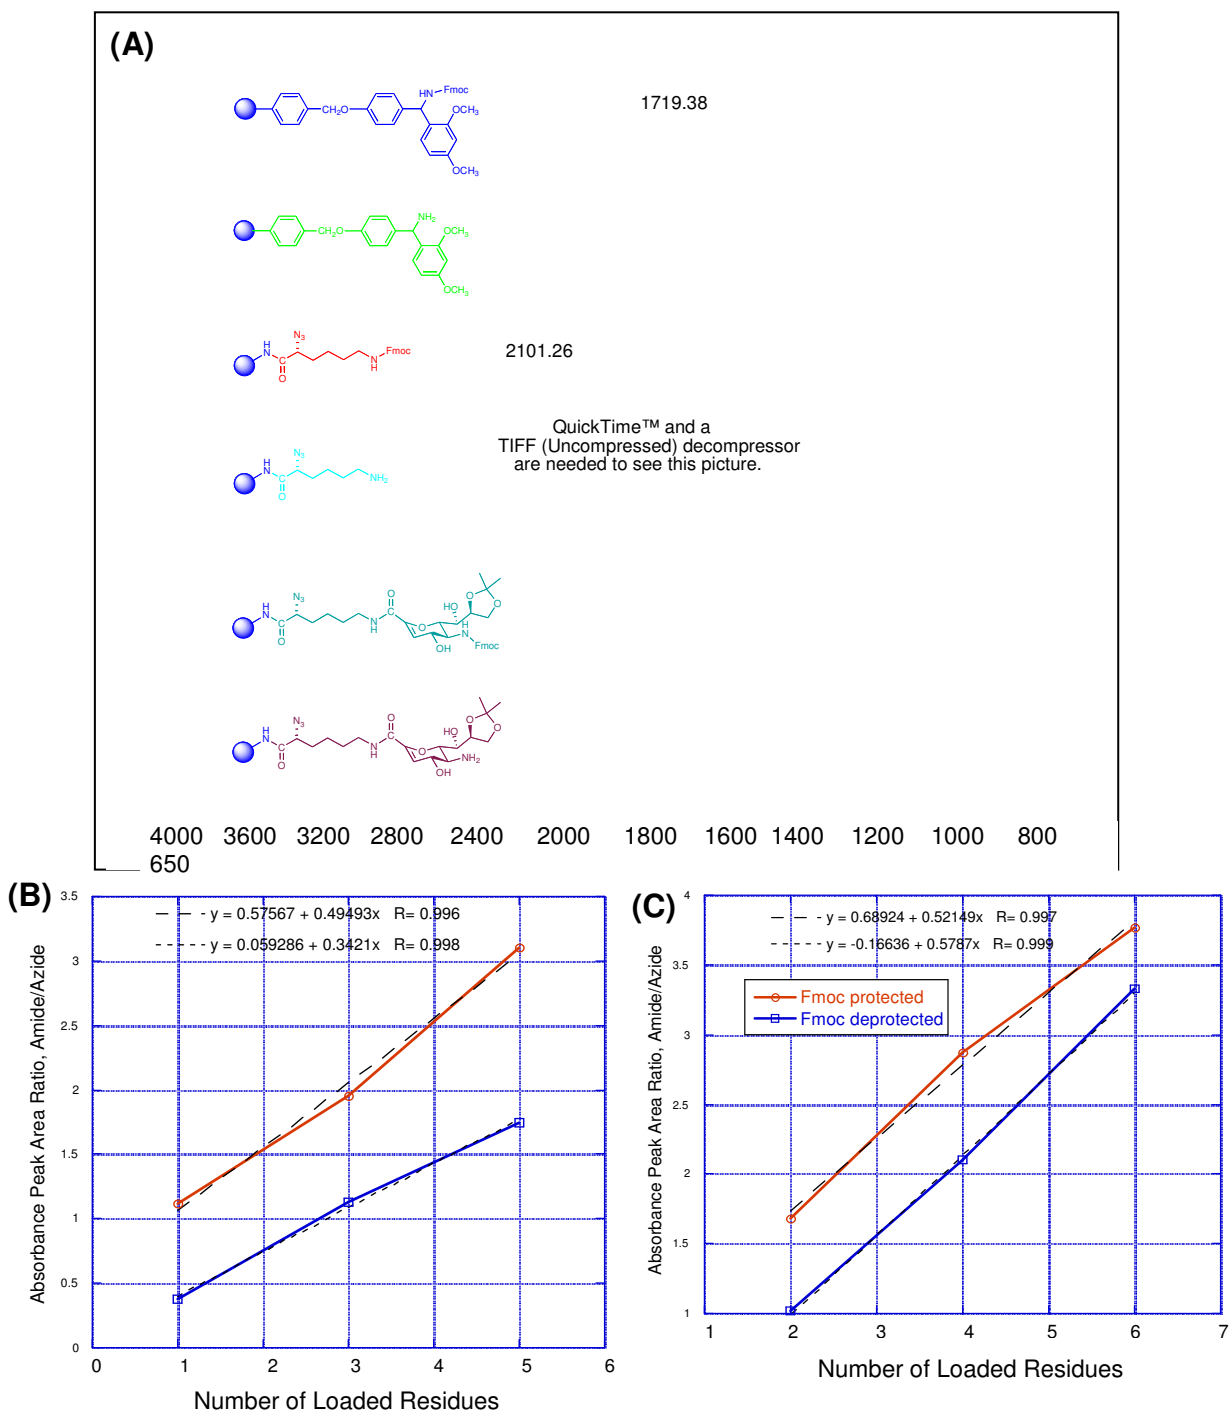 (A)
HN
Fmoc
1719.38
CH2O
OCH3
OCH3
NH2
CH2O
OCH3
OCH3
N3
H
N
C
O
N
H
Fmoc
2101.26
QuickTime™ and a
TIFF (Uncompressed) decompressor
are needed to see this picture.
N3
H
N
C
O
NH2
N3
H
N
C
O
O
C
N
H
O
HO
O
O
H
N
Fmoc
OH
N3
H
N
C
O
O
C
N
H
O
HO
O
O
NH2
OH
4000 3600 3200 2800 2400 2000 1800 1600 1400 1200 1000 800
650
(B)
y = 0.57567 + 0.49493x R= 0.996
y = 0.059286 + 0.3421x R= 0.998
Absorbance Peak Area Ratio, Amide/Azide
3.5
3
2.5
2
1.5
1
0.5
0
0 1 2 3 4 5 6
Number of Loaded Residues
(C)
y = 0.68924 + 0.52149x R= 0.997
y = -0.16636 + 0.5787x R= 0.999
Fmoc protected
Fmoc deprotected
Absorbance Peak Area Ratio, Amide/Azide
4
3.5
3
2.5
2
1.5
1
1 2 3 4 5 6 7
Number of Loaded Residues